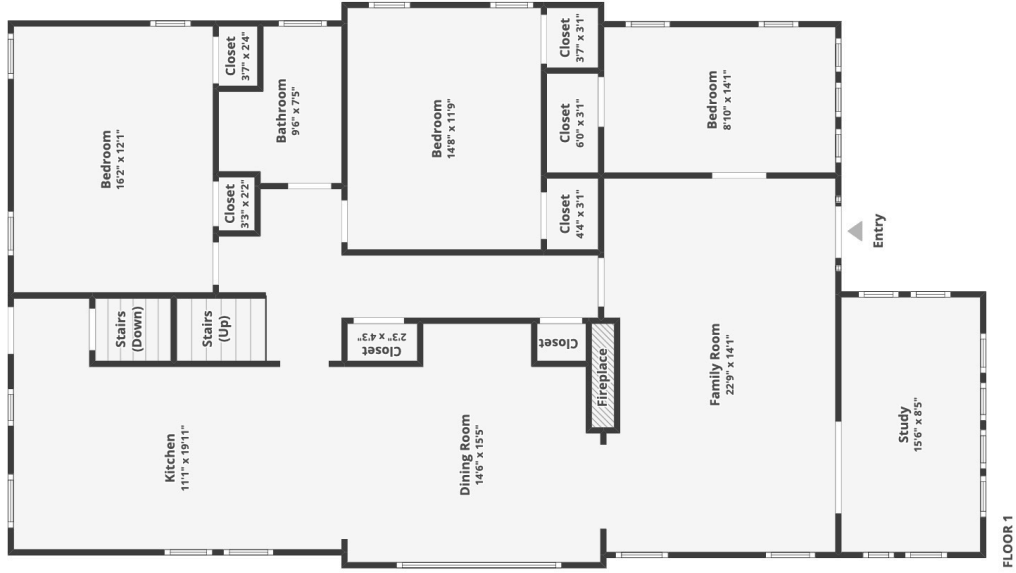 Bedroom
16'2" x 12'1"
Closet
3'7" x 2'4"
Bathroom
9'6" x 7'5"
Closet
3'3" x 2'2"
Bedroom
14'8" x 11'9"
Closet
3'7" x 3'1"
Closet
6'0" x 3'1"
Closet
4'4" x 3'1"
Bedroom
8'10" x 14'1"
Entry
Stairs
(Down)
Stairs
(Up)
Closet
2'3" x 4'3"
Closet
Fireplace
Family Room
22'9" x 14'1"
Kitchen
11'1" x 19'11"
Dining Room
14'6" x 15'5"
Study
15'6" x 8'5"
FLOOR 1